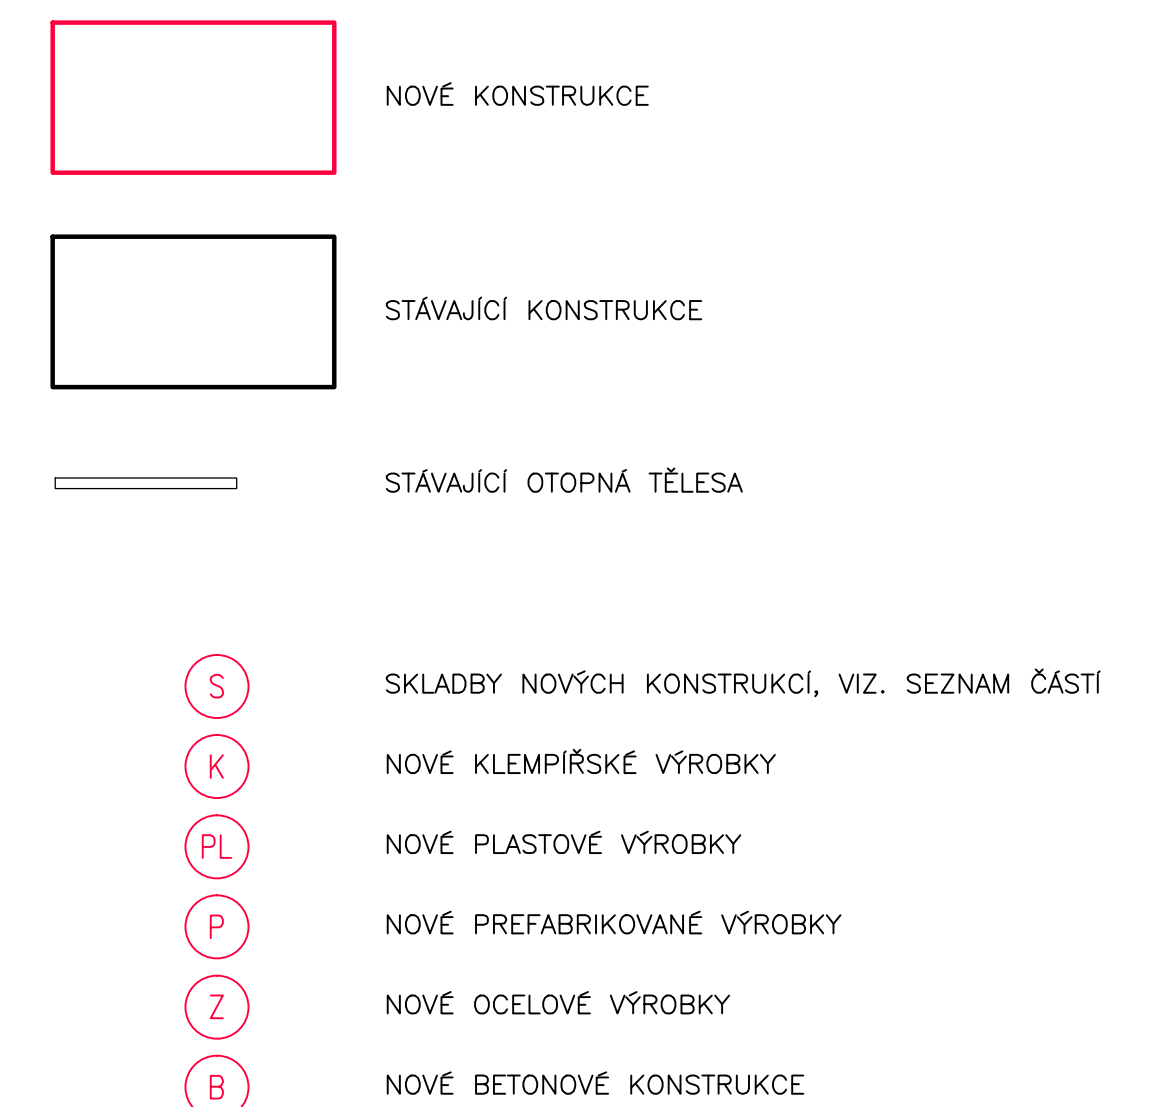 NOVÉ KONSTRUKCE
STÁVAJÍCÍ KONSTRUKCE
STÁVAJÍCÍ OTOPNÁ TĚLESA
S SKLADBY NOVÝCH KONSTRUKCÍ, VIZ. SEZNAM ČÁSTÍ
K NOVÉ KLEMPÍŘSKÉ VÝROBKY
PL NOVÉ PLASTOVÉ VÝROBKY
P NOVÉ PREFABRIKOVANÉ VÝROBKY
Z NOVÉ OCELOVÉ VÝROBKY
B NOVÉ BETONOVÉ KONSTRUKCE